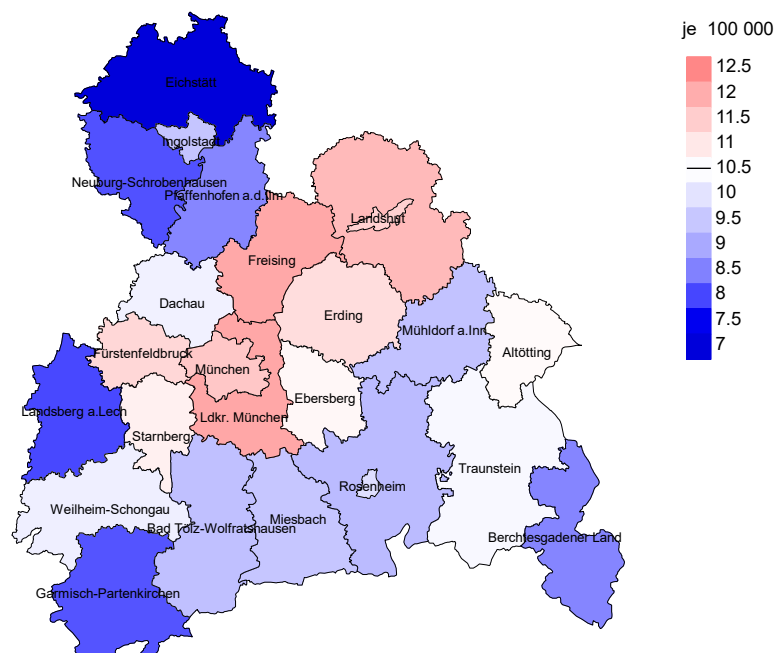 je 100 000
12.5
12
11.5
11
10.5
10
9.5
9
8.5
8
7.5
7
Eichstätt
Ingolstadt
Neuburg-Schrobenhausen
Pfaffenhofen a.d.Ilm
Landshut
Freising
Dachau
Erding
Mühldorf a.Inn
Fürstenfeldbruck
Altötting
München
Ebersberg
Landsberg a.Lech
Ldkr. München
Starnberg
Traunstein
Rosenheim
Weilheim-Schongau
Miesbach
Bad Tölz-Wolfratshausen
Berchtesgadener Land
Garmisch-Partenkirchen